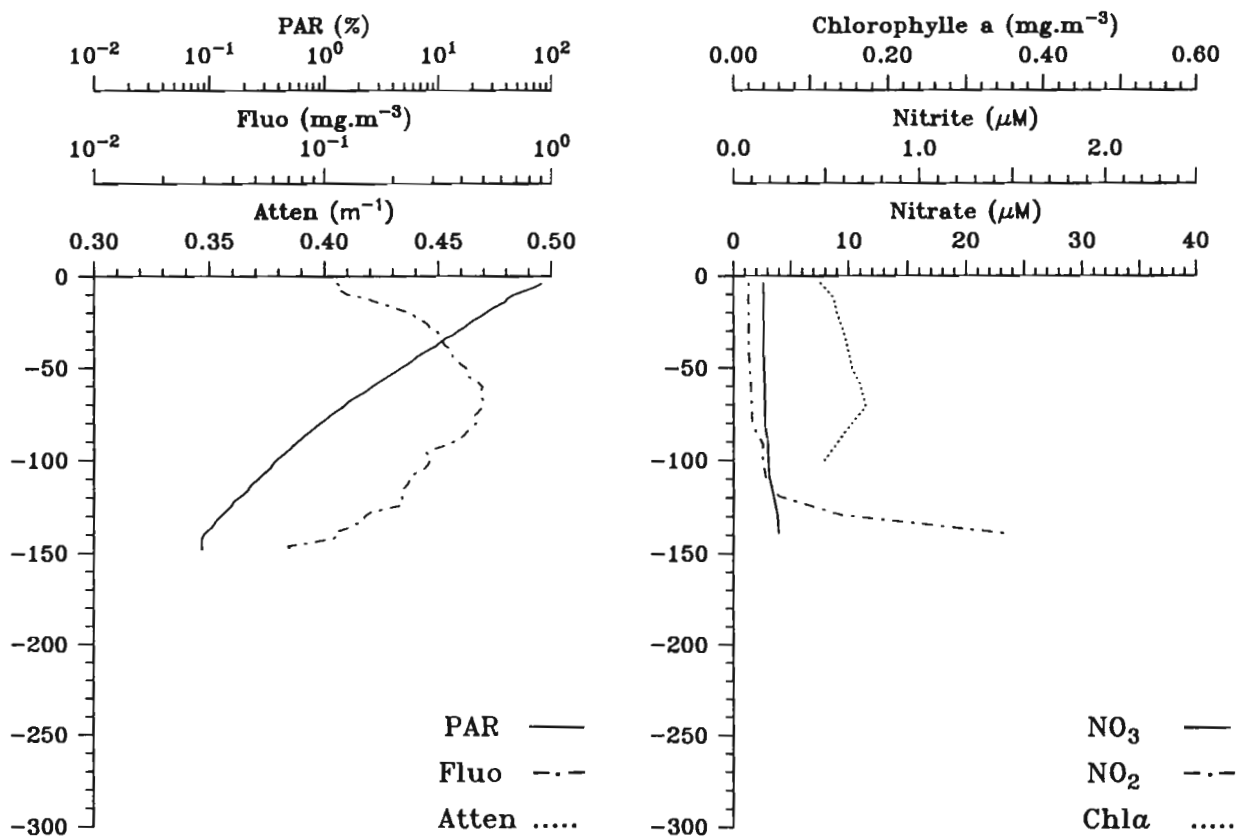 PAR (%)
10⁻² 10⁻¹ 10⁰ 10¹ 10²
Fluo (mg.m⁻³)
10⁻² 10⁻¹ 10⁰
Atten (m⁻¹)
0.30 0.35 0.40 0.45 0.50
0
−50
−100
−150
−200
−250
−300
PAR
Fluo
Atten
Chlorophylle a (mg.m⁻³)
0.00 0.20 0.40 0.60
Nitrite (μM)
0.0 1.0 2.0
Nitrate (μM)
0 10 20 30 40
0
−50
−100
−150
−200
−250
−300
NO₃
NO₂
Chla